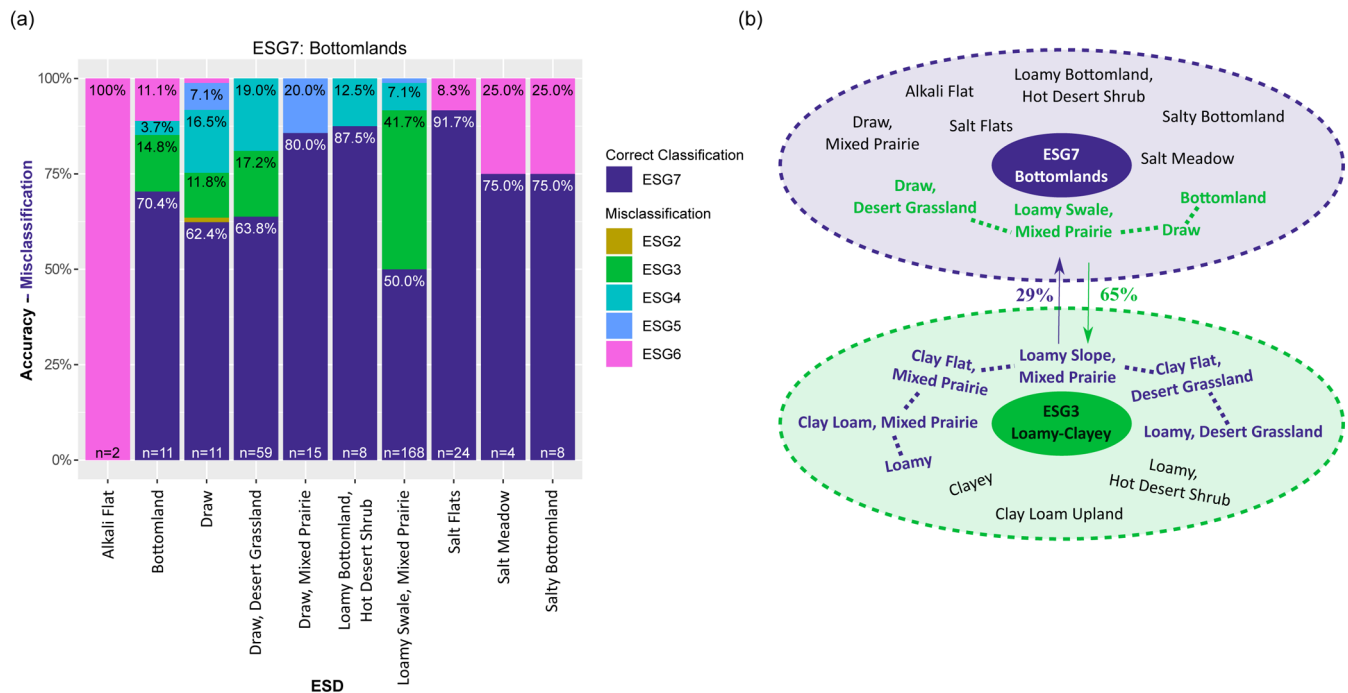 (a)
ESG7: Bottomlands
Accuracy – Misclassification
100%
75%
50%
25%
0%
100%
n=2
11.1%
3.7%
14.8%
70.4%
n=11
7.1%
16.5%
11.8%
62.4%
n=11
19.0%
17.2%
63.8%
n=59
20.0%
80.0%
n=15
12.5%
87.5%
n=8
7.1%
41.7%
50.0%
n=168
8.3%
91.7%
n=24
25.0%
75.0%
n=4
25.0%
75.0%
n=8
Alkali Flat
Bottomland
Draw
Draw, Desert Grassland
Draw, Mixed Prairie
Loamy Bottomland,
Hot Desert Shrub
Loamy Swale, Mixed Prairie
Salt Flats
Salt Meadow
Salty Bottomland
ESD
Correct Classification
ESG7
Misclassification
ESG2
ESG3
ESG4
ESG5
ESG6
(b)
Alkali Flat
Loamy Bottomland,
Hot Desert Shrub
Salty Bottomland
Draw,
Mixed Prairie
Salt Flats
ESG7
Bottomlands
Salt Meadow
Draw,
Desert Grassland
Loamy Swale,
Mixed Prairie
Bottomland
Draw
29%
65%
Clay Flat,
Mixed Prairie
Loamy Slope,
Mixed Prairie
Clay Flat,
Desert Grassland
Clay Loam, Mixed Prairie
ESG3
Loamy-Clayey
Loamy, Desert Grassland
Loamy
Clayey
Loamy,
Hot Desert Shrub
Clay Loam Upland